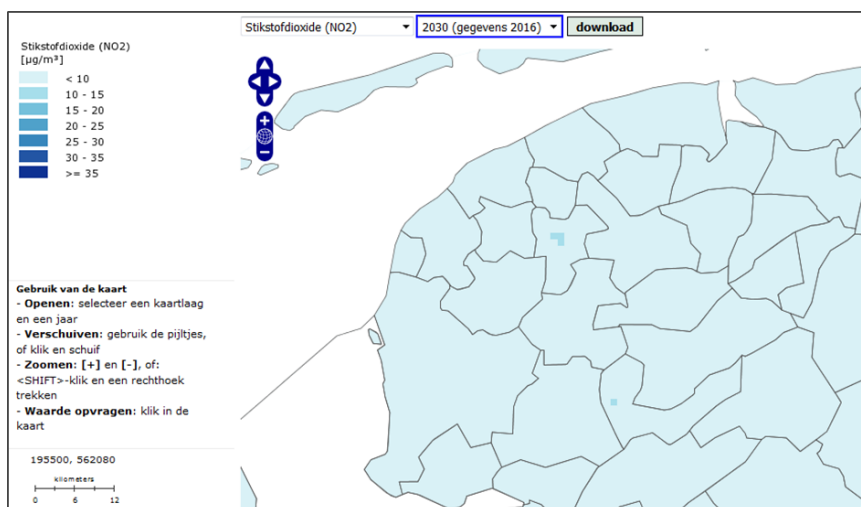 Stikstofdioxide (NO2) 2030 (gegevens 2016) download
Stikstofdioxide (NO2)
[µg/m³]
< 10
10 - 15
15 - 20
20 - 25
25 - 30
30 - 35
>= 35
Gebruik van de kaart
- Openen: selecteer een kaartlaag
en een jaar
- Verschuiven: gebruik de pijltjes,
of klik en schuif
- Zoomen: [+] en [-], of:
<SHIFT>-klik en een rechthoek
trekken
- Waarde opvragen: klik in de
kaart
195500, 562080
kilometers
0 6 12